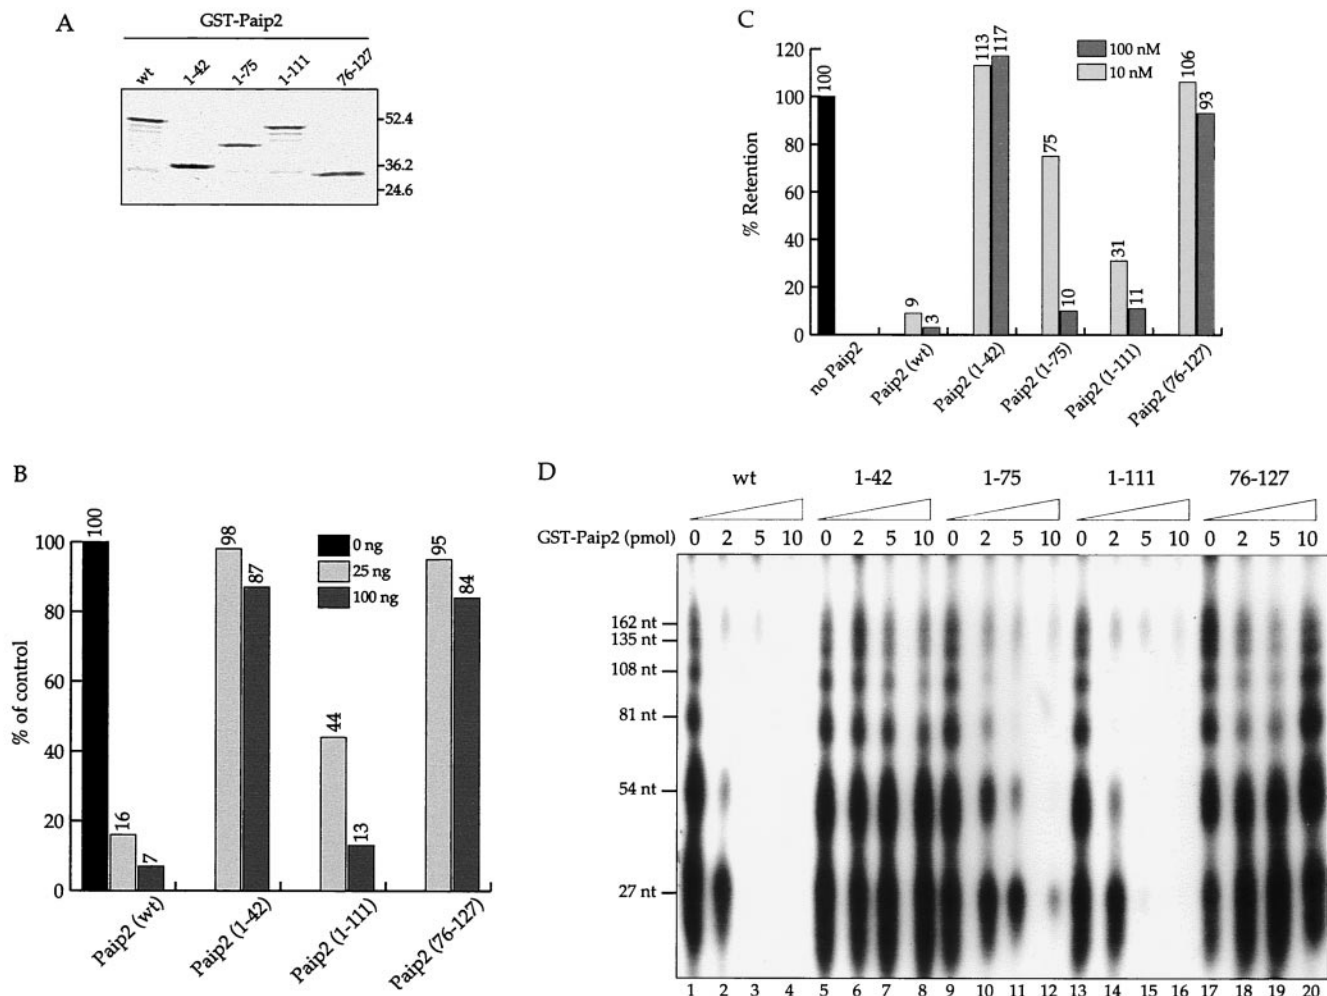 A
GST-Paip2
wt 1-42 1-75 1-111 76-127
52.4
36.2
24.6
B
% of control
100
80
60
40
20
0
0 ng
25 ng
100 ng
100
16
7
98
87
44
13
95
84
Paip2 (wt)
Paip2 (1-42)
Paip2 (1-111)
Paip2 (76-127)
C
% Retention
120
100
80
60
40
20
0
100 nM
10 nM
100
9
3
113
117
75
10
31
11
106
93
no Paip2
Paip2 (wt)
Paip2 (1-42)
Paip2 (1-75)
Paip2 (1-111)
Paip2 (76-127)
D
wt 1-42 1-75 1-111 76-127
GST-Paip2 (pmol) 0 2 5 10 0 2 5 10 0 2 5 10 0 2 5 10 0 2 5 10
162 nt
135 nt
108 nt
81 nt
54 nt
27 nt
1 2 3 4 5 6 7 8 9 10 11 12 13 14 15 16 17 18 19 20